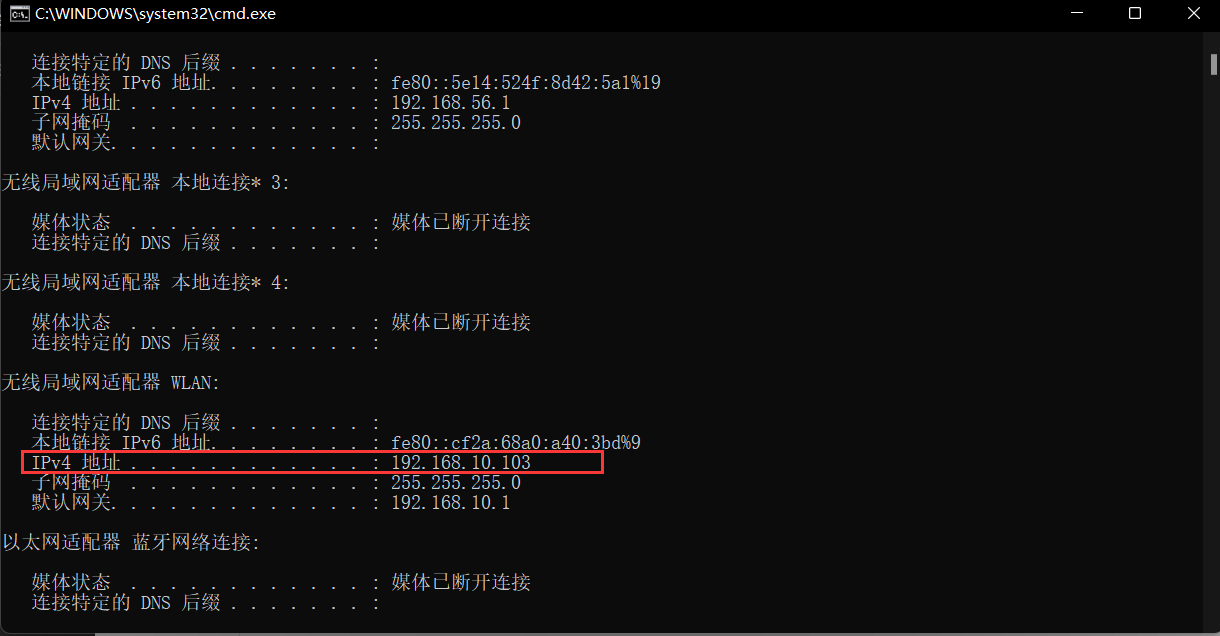 C:\WINDOWS\system32\cmd.exe
连接特定的 DNS 后缀 . . . . . . . :
本地链接 IPv6 地址. . . . . . . . : fe80::5e14:524f:8d42:5a1%19
IPv4 地址 . . . . . . . . . . . . : 192.168.56.1
子网掩码  . . . . . . . . . . . . : 255.255.255.0
默认网关. . . . . . . . . . . . . :
无线局域网适配器 本地连接* 3:
媒体状态  . . . . . . . . . . . . : 媒体已断开连接
连接特定的 DNS 后缀 . . . . . . . :
无线局域网适配器 本地连接* 4:
媒体状态  . . . . . . . . . . . . : 媒体已断开连接
连接特定的 DNS 后缀 . . . . . . . :
无线局域网适配器 WLAN:
连接特定的 DNS 后缀 . . . . . . . :
本地链接 IPv6 地址. . . . . . . . : fe80::cf2a:68a0:a40:3bd%9
IPv4 地址 . . . . . . . . . . . . : 192.168.10.103
子网掩码  . . . . . . . . . . . . : 255.255.255.0
默认网关. . . . . . . . . . . . . : 192.168.10.1
以太网适配器 蓝牙网络连接:
媒体状态  . . . . . . . . . . . . : 媒体已断开连接
连接特定的 DNS 后缀 . . . . . . . :